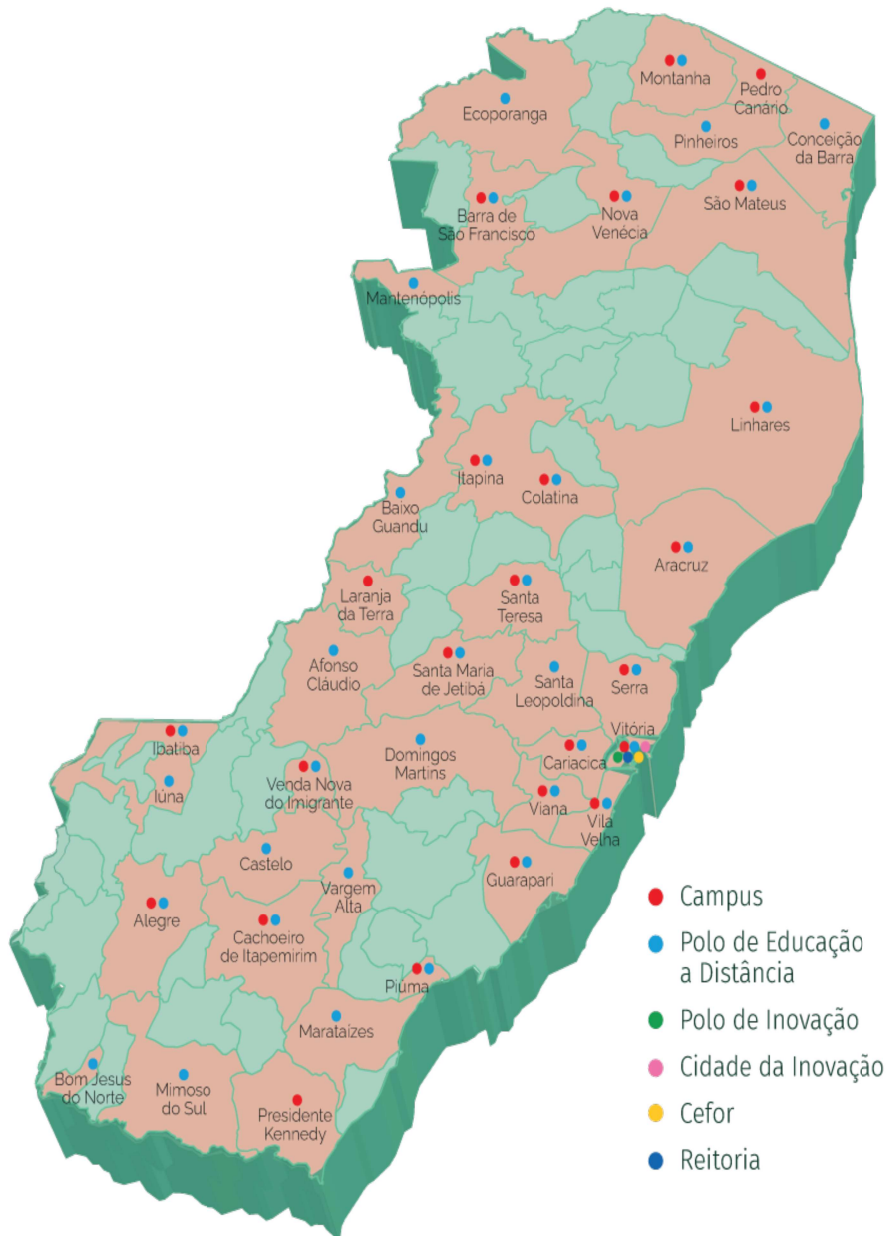 Montanha
Pedro
Canário
Ecoporanga
Pinheiros
Conceição
da Barra
Barra de
São Francisco
Nova
Venécia
São Mateus
Mantenópolis
Linhares
Itapina
Colatina
Baixo
Guandu
Aracruz
Laranja
da Terra
Santa
Teresa
Afonso
Cláudio
Santa Maria
de Jetibá
Santa
Leopoldina
Serra
Vitória
Ibatiba
Iúna
Venda Nova
do Imigrante
Domingos
Martins
Cariacica
Viana
Vila
Velha
Castelo
Vargem
Alta
Guarapari
Alegre
Cachoeiro
de Itapemirim
Piúma
Marataízes
Bom Jesus
do Norte
Mimoso
do Sul
Presidente
Kennedy
Campus
Polo de Educação
a Distância
Polo de Inovação
Cidade da Inovação
Cefor
Reitoria